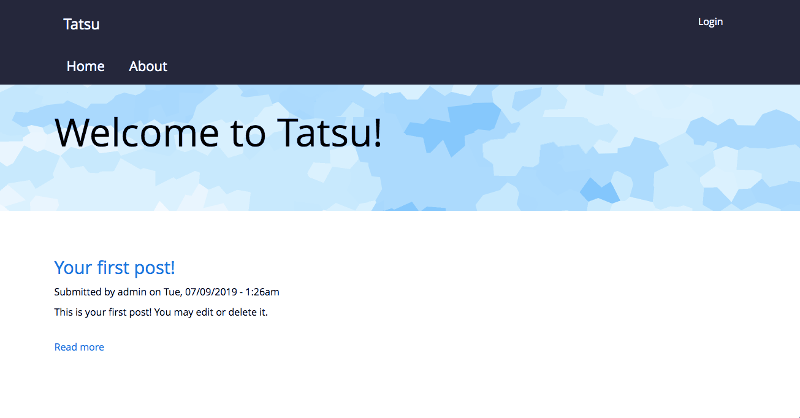 Tatsu
Login
Home About
Welcome to Tatsu!
Your first post!
Submitted by admin on Tue, 07/09/2019 - 1:26am
This is your first post! You may edit or delete it.
Read more